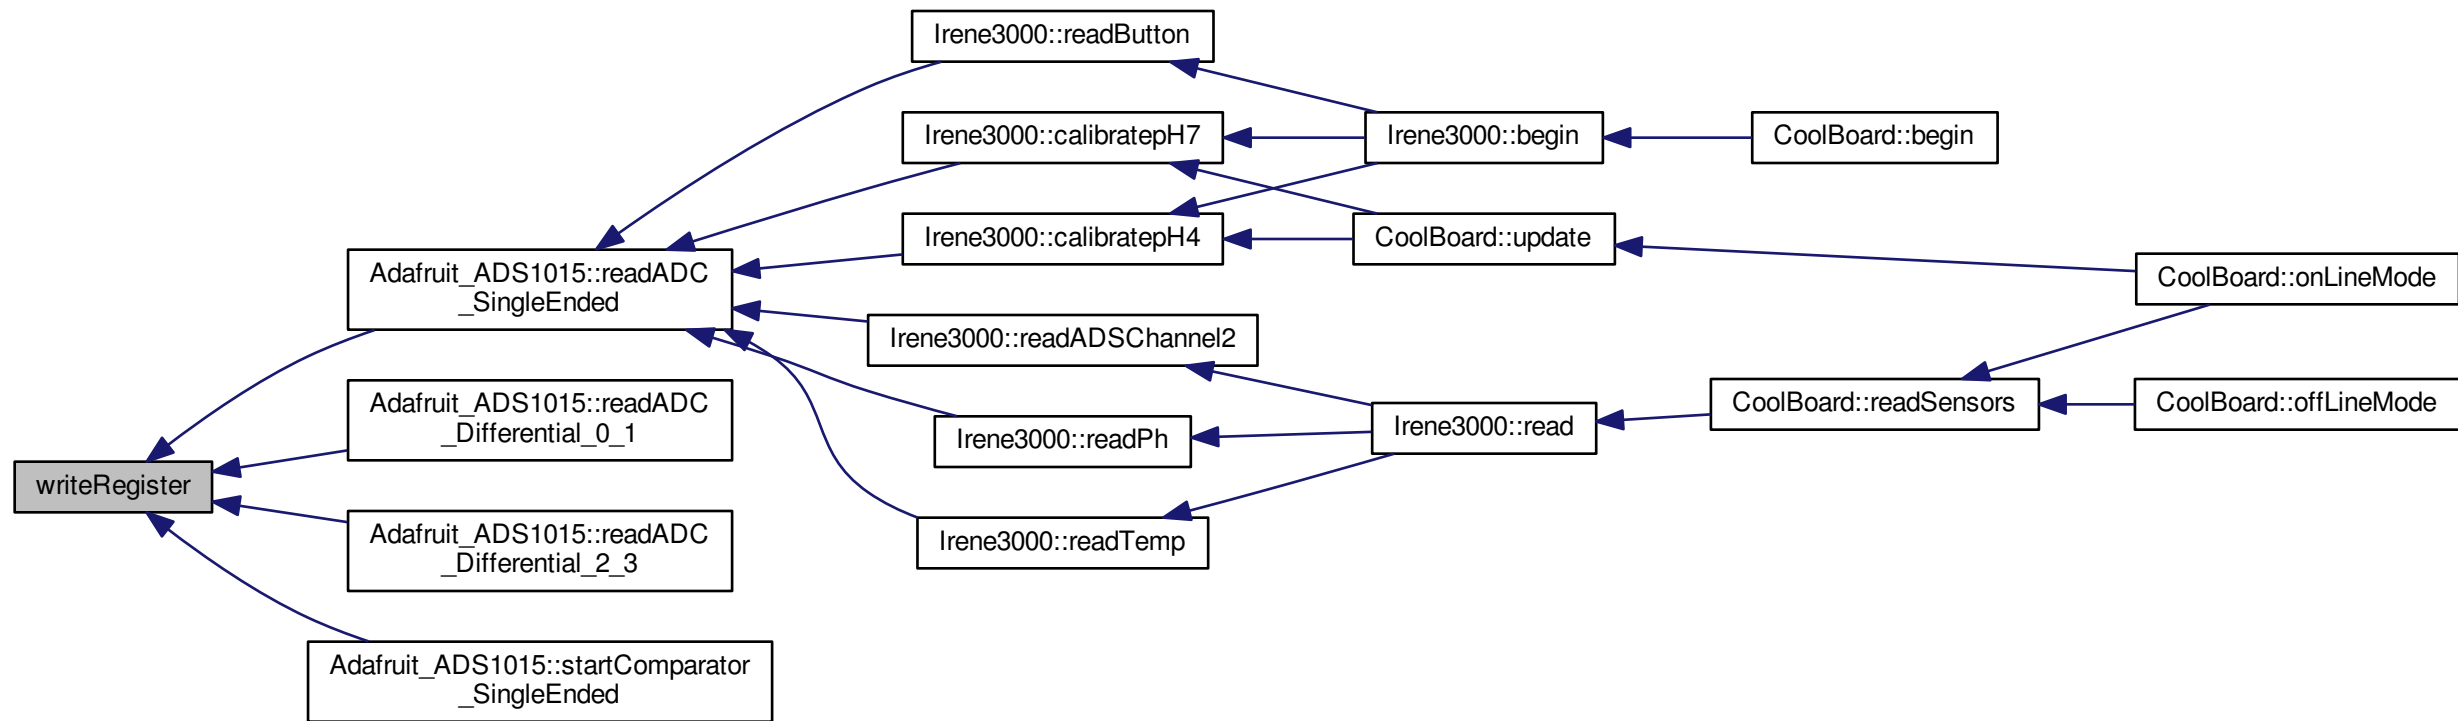 Irene3000::readButton
Irene3000::calibratepH7
Irene3000::begin
CoolBoard::begin
Irene3000::calibratepH4
CoolBoard::update
Adafruit_ADS1015::readADC
_SingleEnded
CoolBoard::onLineMode
Irene3000::readADSChannel2
Adafruit_ADS1015::readADC
_Differential_0_1
CoolBoard::readSensors
CoolBoard::offLineMode
Irene3000::readPh
Irene3000::read
writeRegister
Adafruit_ADS1015::readADC
_Differential_2_3
Irene3000::readTemp
Adafruit_ADS1015::startComparator
_SingleEnded